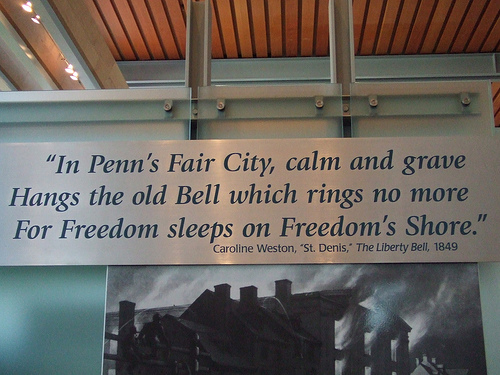 “In Penn's Fair City, calm and grave
Hangs the old Bell which rings no more
For Freedom sleeps on Freedom's Shore.”
Caroline Weston, “St. Denis,” The Liberty Bell, 1849